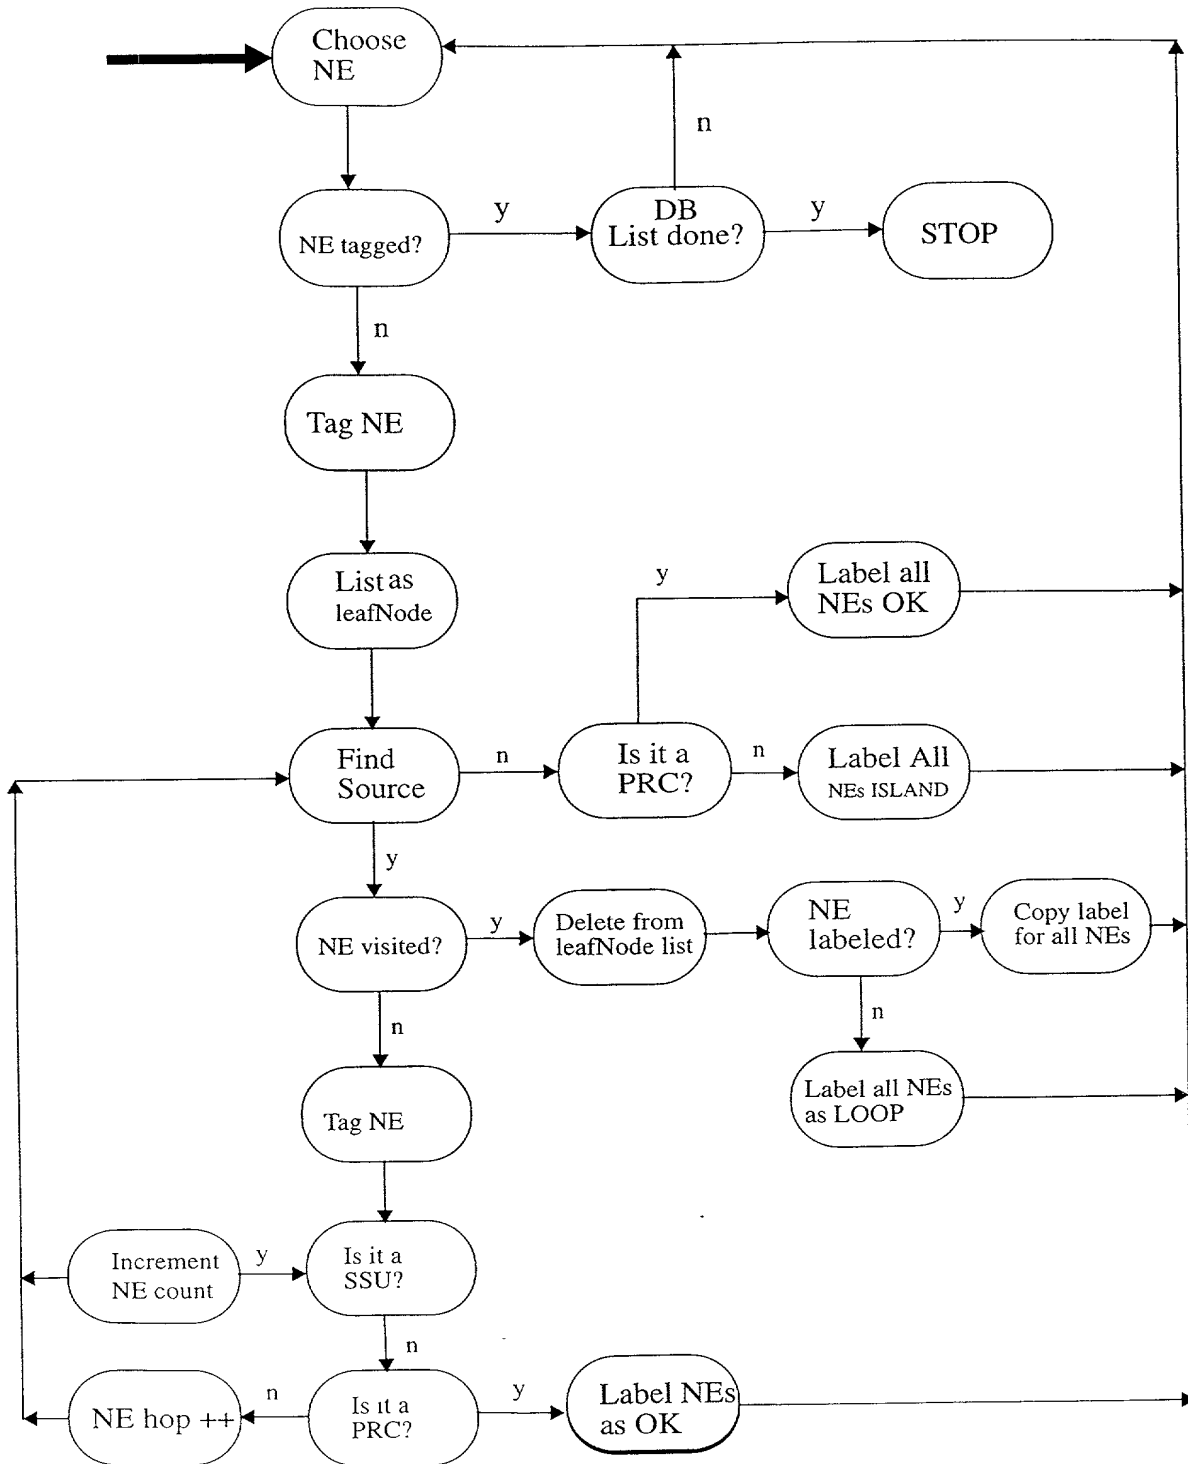 Choose
NE
n
NE tagged?
y
DB
List done?
y
STOP
n
Tag NE
List as
leafNode
y
Label all
NEs OK
Find
Source
n
Is it a
PRC?
n
Label All
NEs ISLAND
y
NE visited?
y
Delete from
leafNode list
NE
labeled?
y
Copy label
for all NEs
n
n
Label all NEs
as LOOP
Tag NE
Increment
NE count
y
Is it a
SSU?
n
NE hop ++
n
Is it a
PRC?
y
Label NEs
as OK